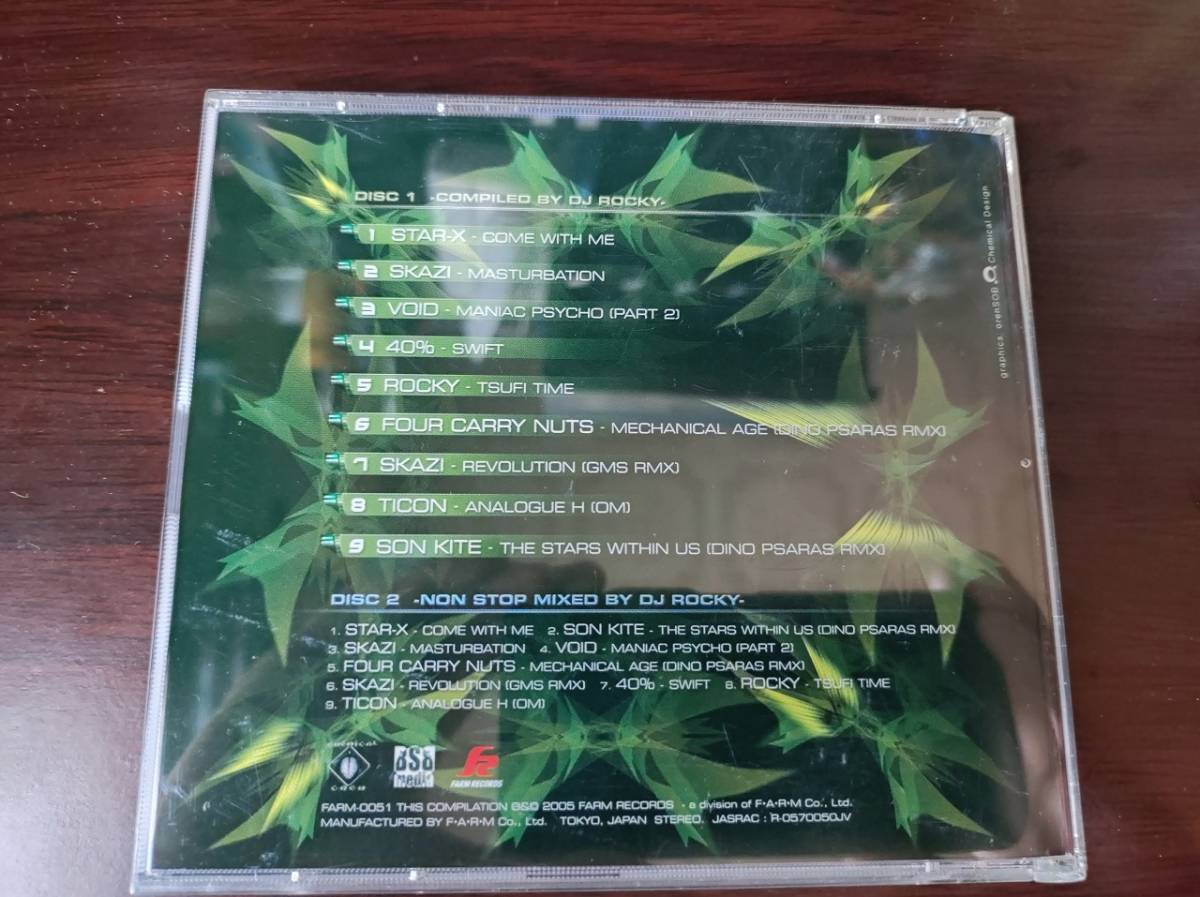 DISC 1 -COMPILED BY DJ ROCKY-
1 STAR-X - COME WITH ME
2 SKAZI - MASTURBATION
3 VOID - MANIAC PSYCHO (PART 2)
4 40% - SWIFT
5 ROCKY - TSUFI TIME
6 FOUR CARRY NUTS - MECHANICAL AGE (DINO PSARAS RMX)
7 SKAZI - REVOLUTION (GMS RMX)
8 TICON - ANALOGUE H (OM)
9 SON KITE - THE STARS WITHIN US (DINO PSARAS RMX)
DISC 2 -NON STOP MIXED BY DJ ROCKY-
1. STAR-X - COME WITH ME 2. SON KITE - THE STARS WITHIN US (DINO PSARAS RMX)
3. SKAZI - MASTURBATION 4. VOID - MANIAC PSYCHO (PART 2)
5. FOUR CARRY NUTS - MECHANICAL AGE (DINO PSARAS RMX)
6. SKAZI - REVOLUTION (GMS RMX) 7. 40% - SWIFT 8. ROCKY - TSUFI TIME
9. TICON - ANALOGUE H (OM)
chemical
crew
media
FARM RECORDS
FARM-0051 THIS COMPILATION ©&℗ 2005 FARM RECORDS - a division of F•A•R•M Co., Ltd.
MANUFACTURED BY F•A•R•M Co., Ltd. TOKYO, JAPAN STEREO. JASRAC : R-0570050JV
graphics. orenSOB Chemical Design